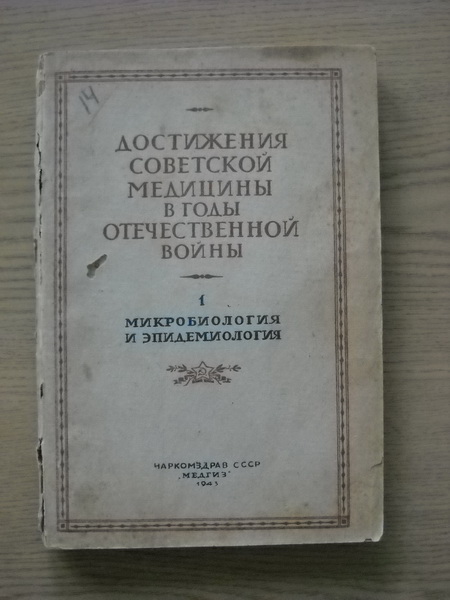 14
ДОСТИЖЕНИЯ
СОВЕТСКОЙ
МЕДИЦИНЫ
В ГОДЫ
ОТЕЧЕСТВЕННОЙ
ВОЙНЫ
1
МИКРОБИОЛОГИЯ
И ЭПИДЕМИОЛОГИЯ
НАРКОМЗДРАВ СССР
„МЕДГИЗ"